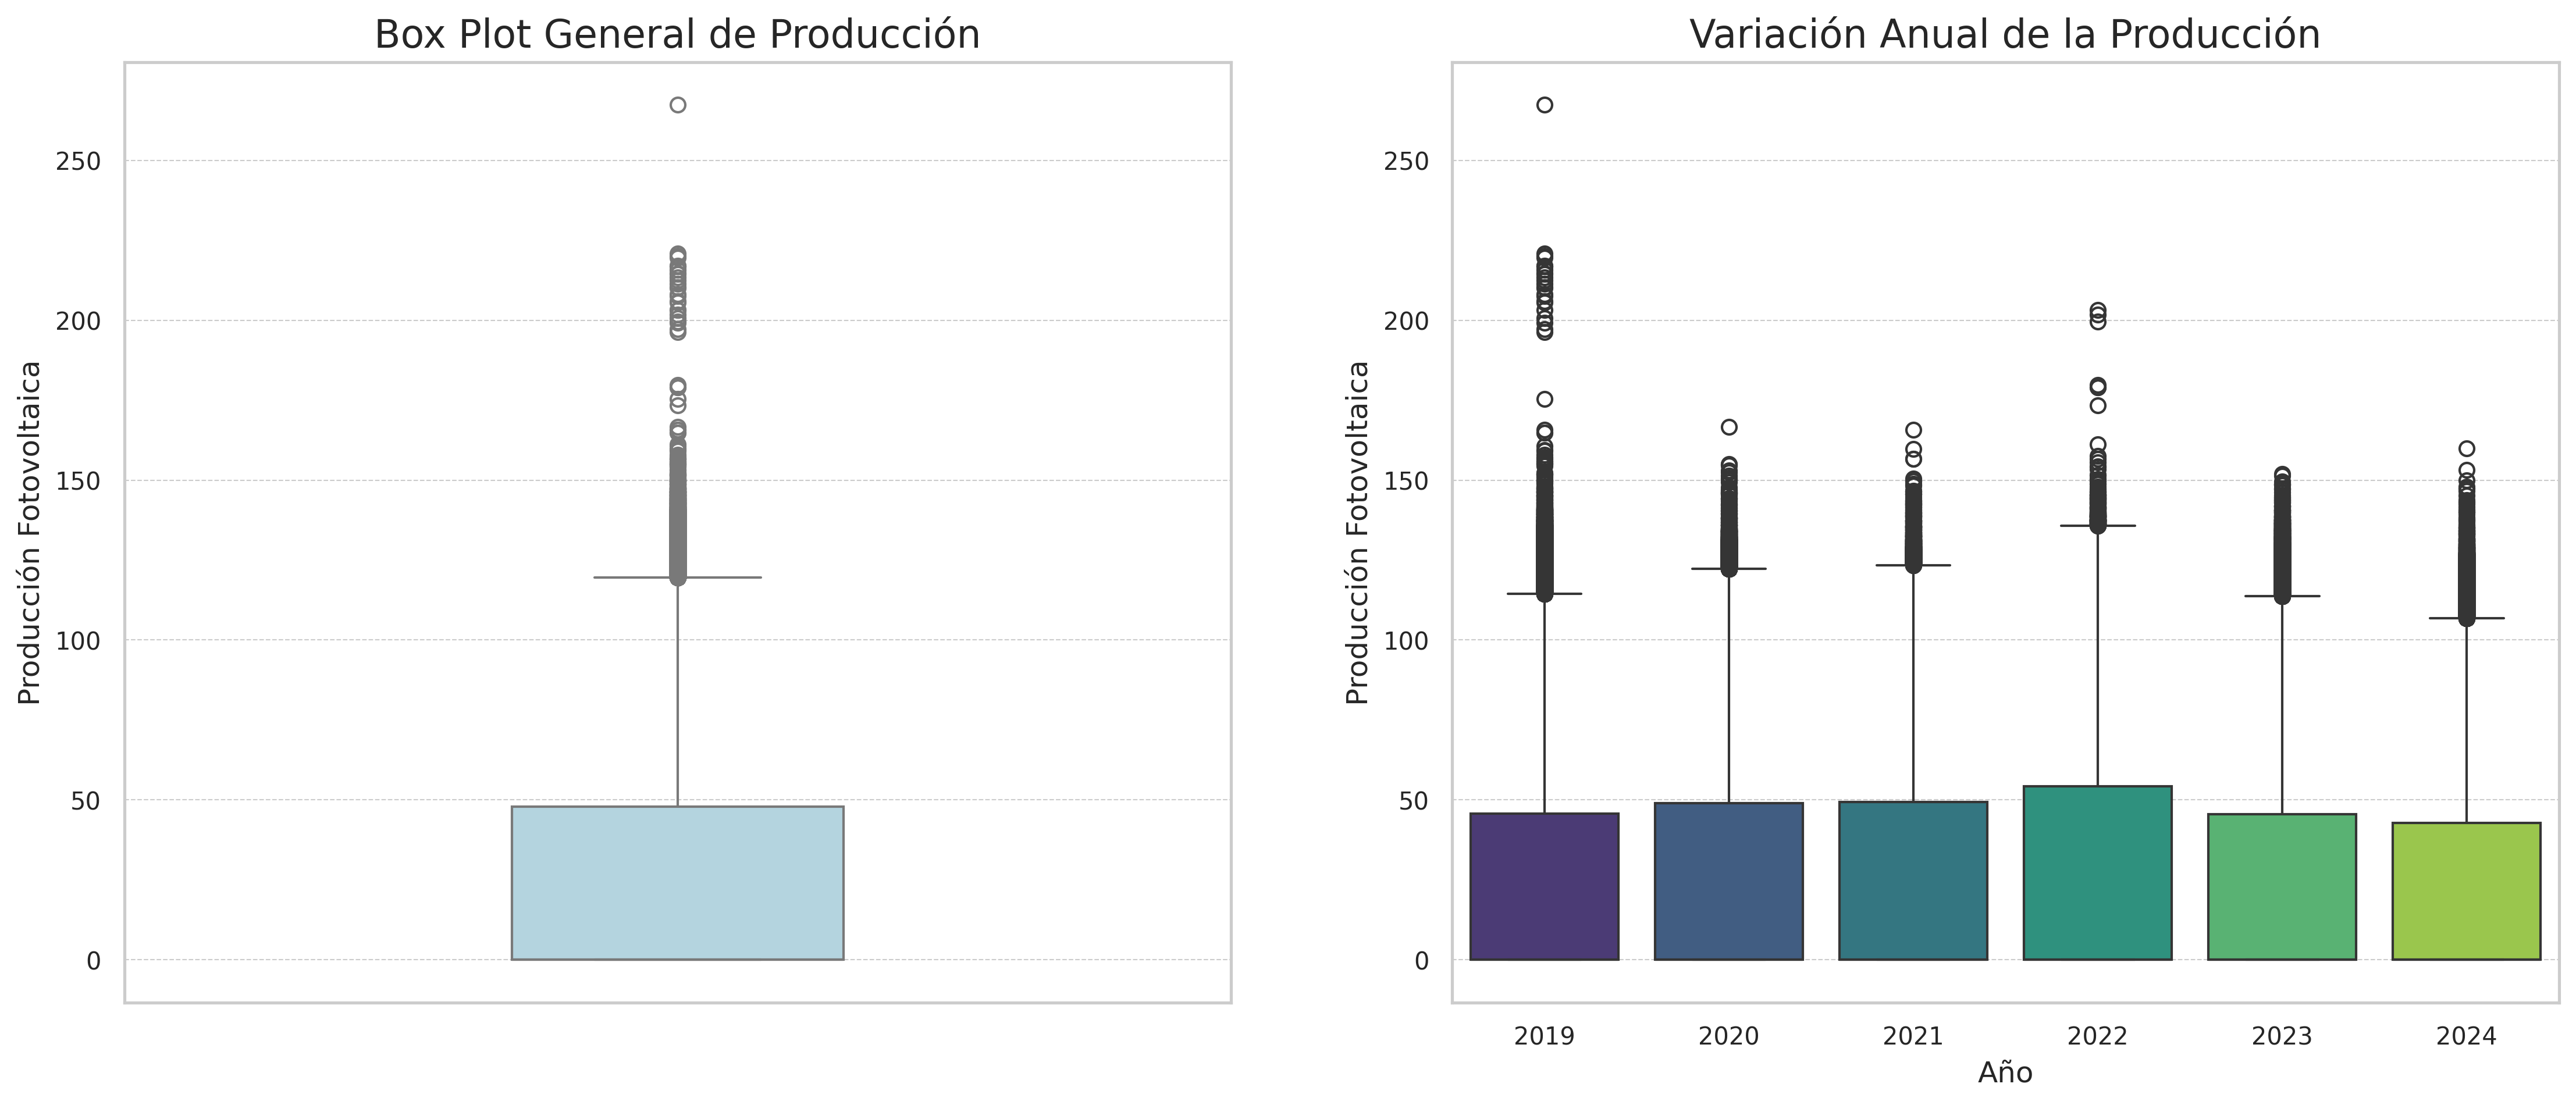 Box Plot General de Producción
Producción Fotovoltaica
250
200
150
100
50
0
Variación Anual de la Producción
Producción Fotovoltaica
250
200
150
100
50
0
2019 2020 2021 2022 2023 2024
Año